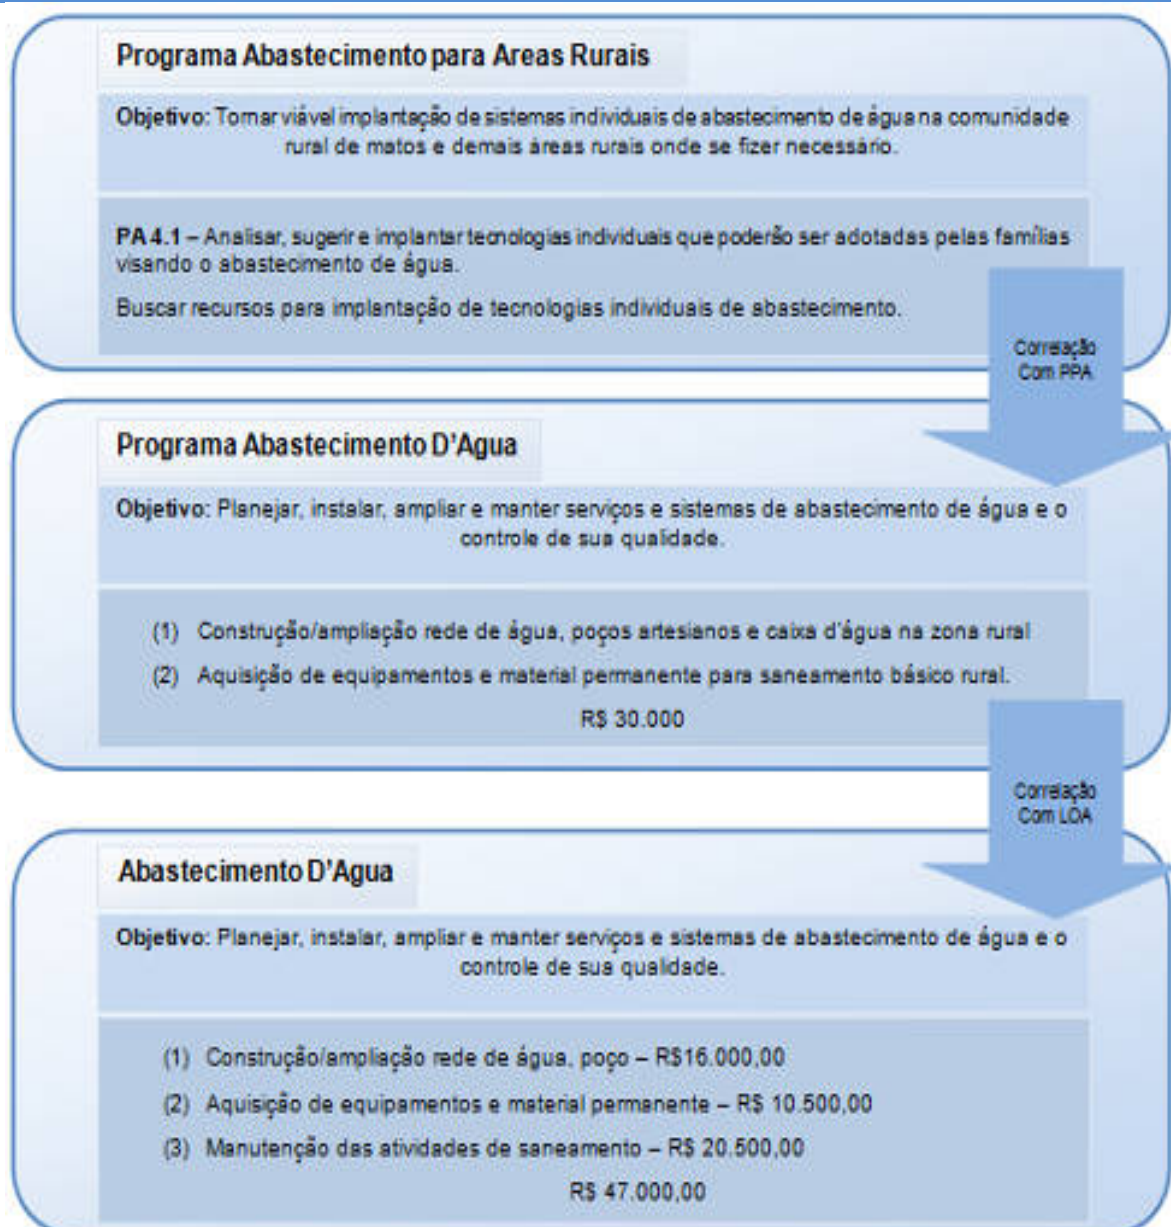 Programa Abastecimento para Areas Rurais
Objetivo: Tornar viável implantação de sistemas individuais de abastecimento de água na comunidade
rural de matos e demais áreas rurais onde se fizer necessário.
PA 4.1 – Analisar, sugerir e implantar tecnologias individuais que poderão ser adotadas pelas famílias
visando o abastecimento de água.
Buscar recursos para implantação de tecnologias individuais de abastecimento.
Correlação
Com PPA
Programa Abastecimento D'Agua
Objetivo: Planejar, instalar, ampliar e manter serviços e sistemas de abastecimento de água e o
controle de sua qualidade.
(1) Construção/ampliação rede de água, poços artesianos e caixa d'água na zona rural
(2) Aquisição de equipamentos e material permanente para saneamento básico rural.
R$ 30.000
Correlação
Com LOA
Abastecimento D'Agua
Objetivo: Planejar, instalar, ampliar e manter serviços e sistemas de abastecimento de água e o
controle de sua qualidade.
(1) Construção/ampliação rede de água, poço – R$16.000,00
(2) Aquisição de equipamentos e material permanente – R$ 10.500,00
(3) Manutenção das atividades de saneamento – R$ 20.500,00
R$ 47.000,00